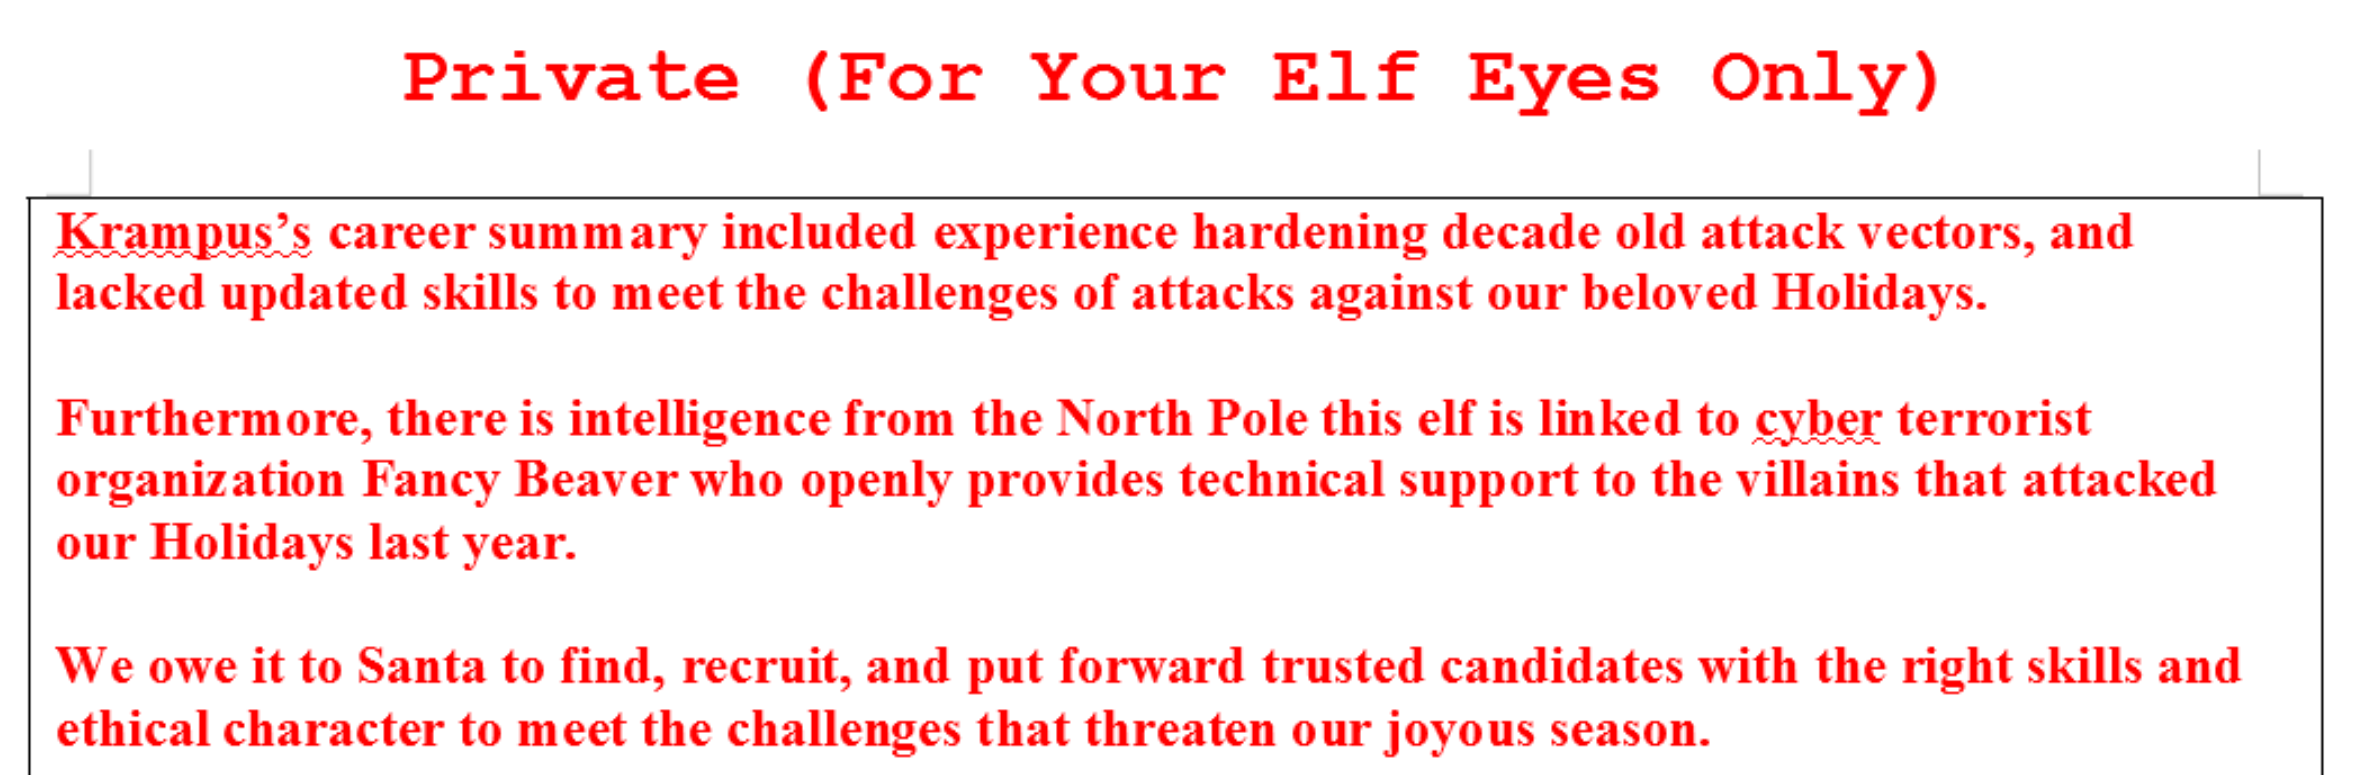 Private (For Your Elf Eyes Only)
Krampus’s career summary included experience hardening decade old attack vectors, and
lacked updated skills to meet the challenges of attacks against our beloved Holidays.
Furthermore, there is intelligence from the North Pole this elf is linked to cyber terrorist
organization Fancy Beaver who openly provides technical support to the villains that attacked
our Holidays last year.
We owe it to Santa to find, recruit, and put forward trusted candidates with the right skills and
ethical character to meet the challenges that threaten our joyous season.